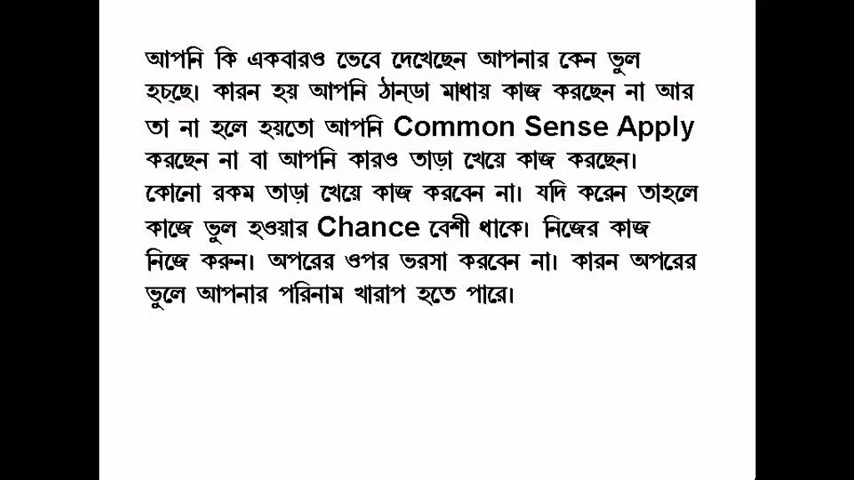 আপনি কি একবারও ভেবে দেখেছেন আপনার কেন ভুল
হচ্ছে। কারন হয় আপনি ঠান্ডা মাথায় কাজ করছেন না আর
তা না হলে হয়তো আপনি Common Sense Apply
করছেন না বা আপনি কারও তাড়া খেয়ে কাজ করছেন।
কোনো রকম তাড়া খেয়ে কাজ করবেন না। যদি করেন তাহলে
কাজে ভুল হওয়ার Chance বেশী থাকে। নিজের কাজ
নিজে করুন। অপরের ওপর ভরসা করবেন না। কারন অপরের
ভুলে আপনার পরিনাম খারাপ হতে পারে।